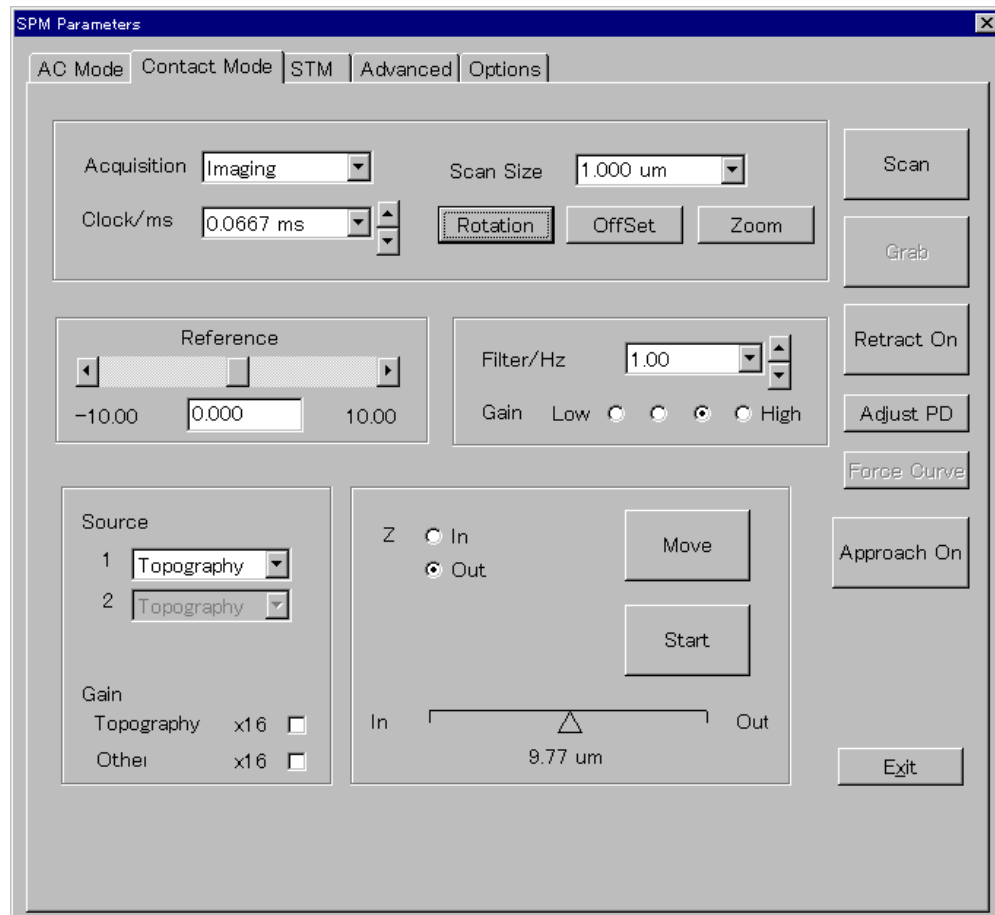 SPM Parameters
AC Mode Contact Mode STM Advanced Options
Acquisition Imaging
Scan Size 1.000 um
Clock/ms 0.0667 ms
Rotation OffSet Zoom
Scan
Grab
Retract On
Adjust PD
Force Curve
Approach On
Exit
Reference
-10.00 0.000 10.00
Filter/Hz 1.00
Gain Low High
Source
1 Topography
2 Topography
Gain
Topography x16
Other x16
Z In
Out
Move
Start
In Out
9.77 um